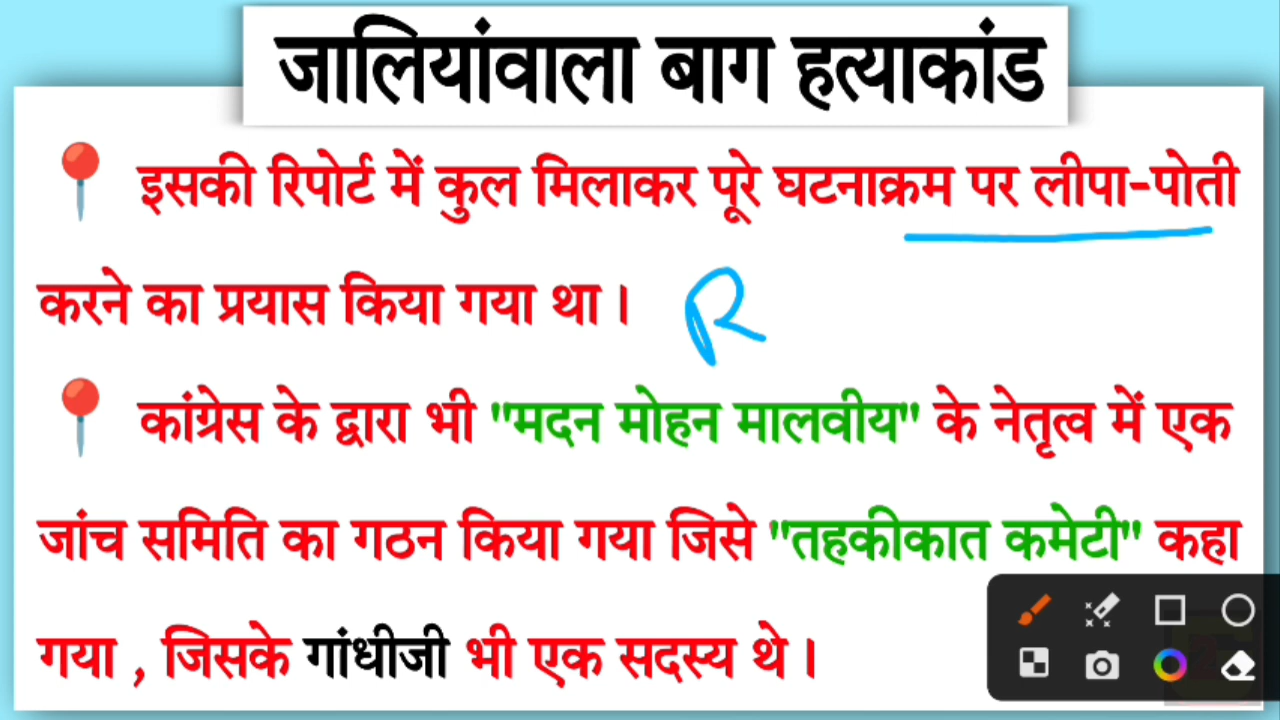 जालियांवाला बाग हत्याकांड
इसकी रिपोर्ट में कुल मिलाकर पूरे घटनाक्रम पर लीपा-पोती
करने का प्रयास किया गया था । R
कांग्रेस के द्वारा भी "मदन मोहन मालवीय" के नेतृत्व में एक
जांच समिति का गठन किया गया जिसे "तहकीकात कमेटी" कहा
गया , जिसके गांधीजी भी एक सदस्य थे ।